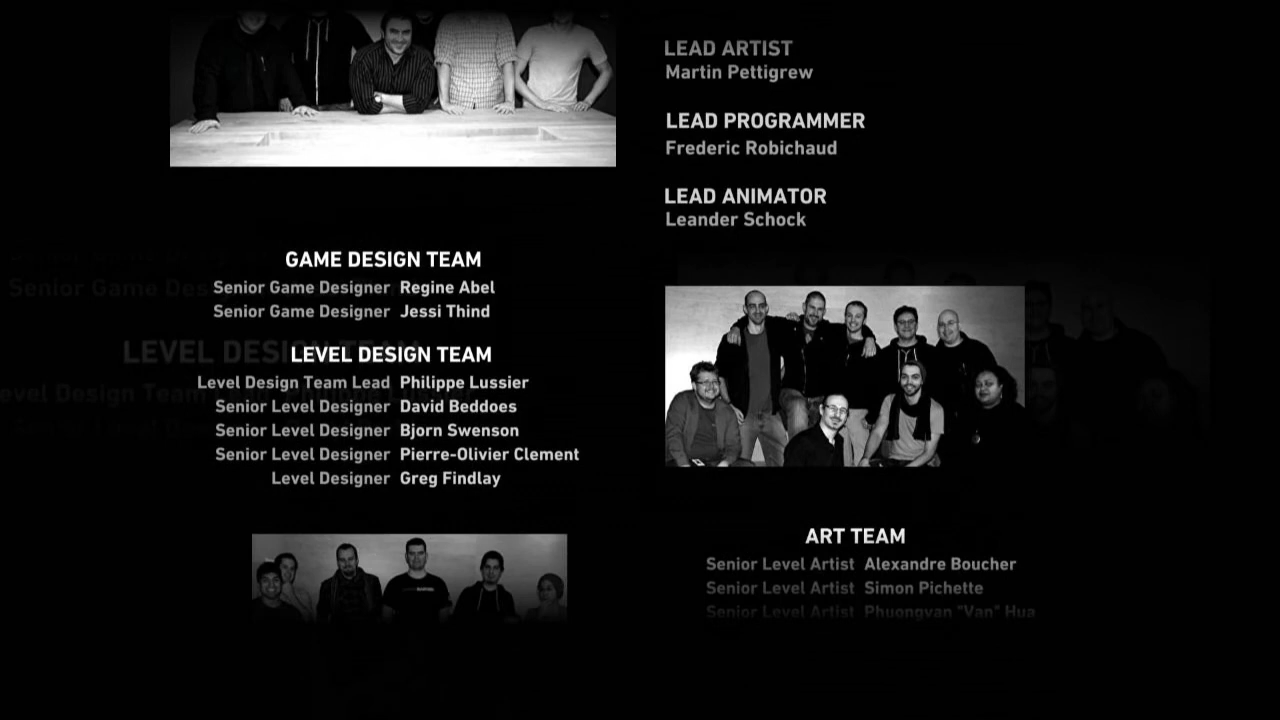 LEAD ARTIST
Martin Pettigrew
LEAD PROGRAMMER
Frederic Robichaud
LEAD ANIMATOR
Leander Schock
GAME DESIGN TEAM
Senior Game Designer Regine Abel
Senior Game Designer Jessi Thind
LEVEL DESIGN TEAM
Level Design Team Lead Philippe Lussier
Senior Level Designer David Beddoes
Senior Level Designer Bjorn Swenson
Senior Level Designer Pierre-Olivier Clement
Level Designer Greg Findlay
ART TEAM
Senior Level Artist Alexandre Boucher
Senior Level Artist Simon Pichette
Senior Level Artist Phuongvan "Van" Hua